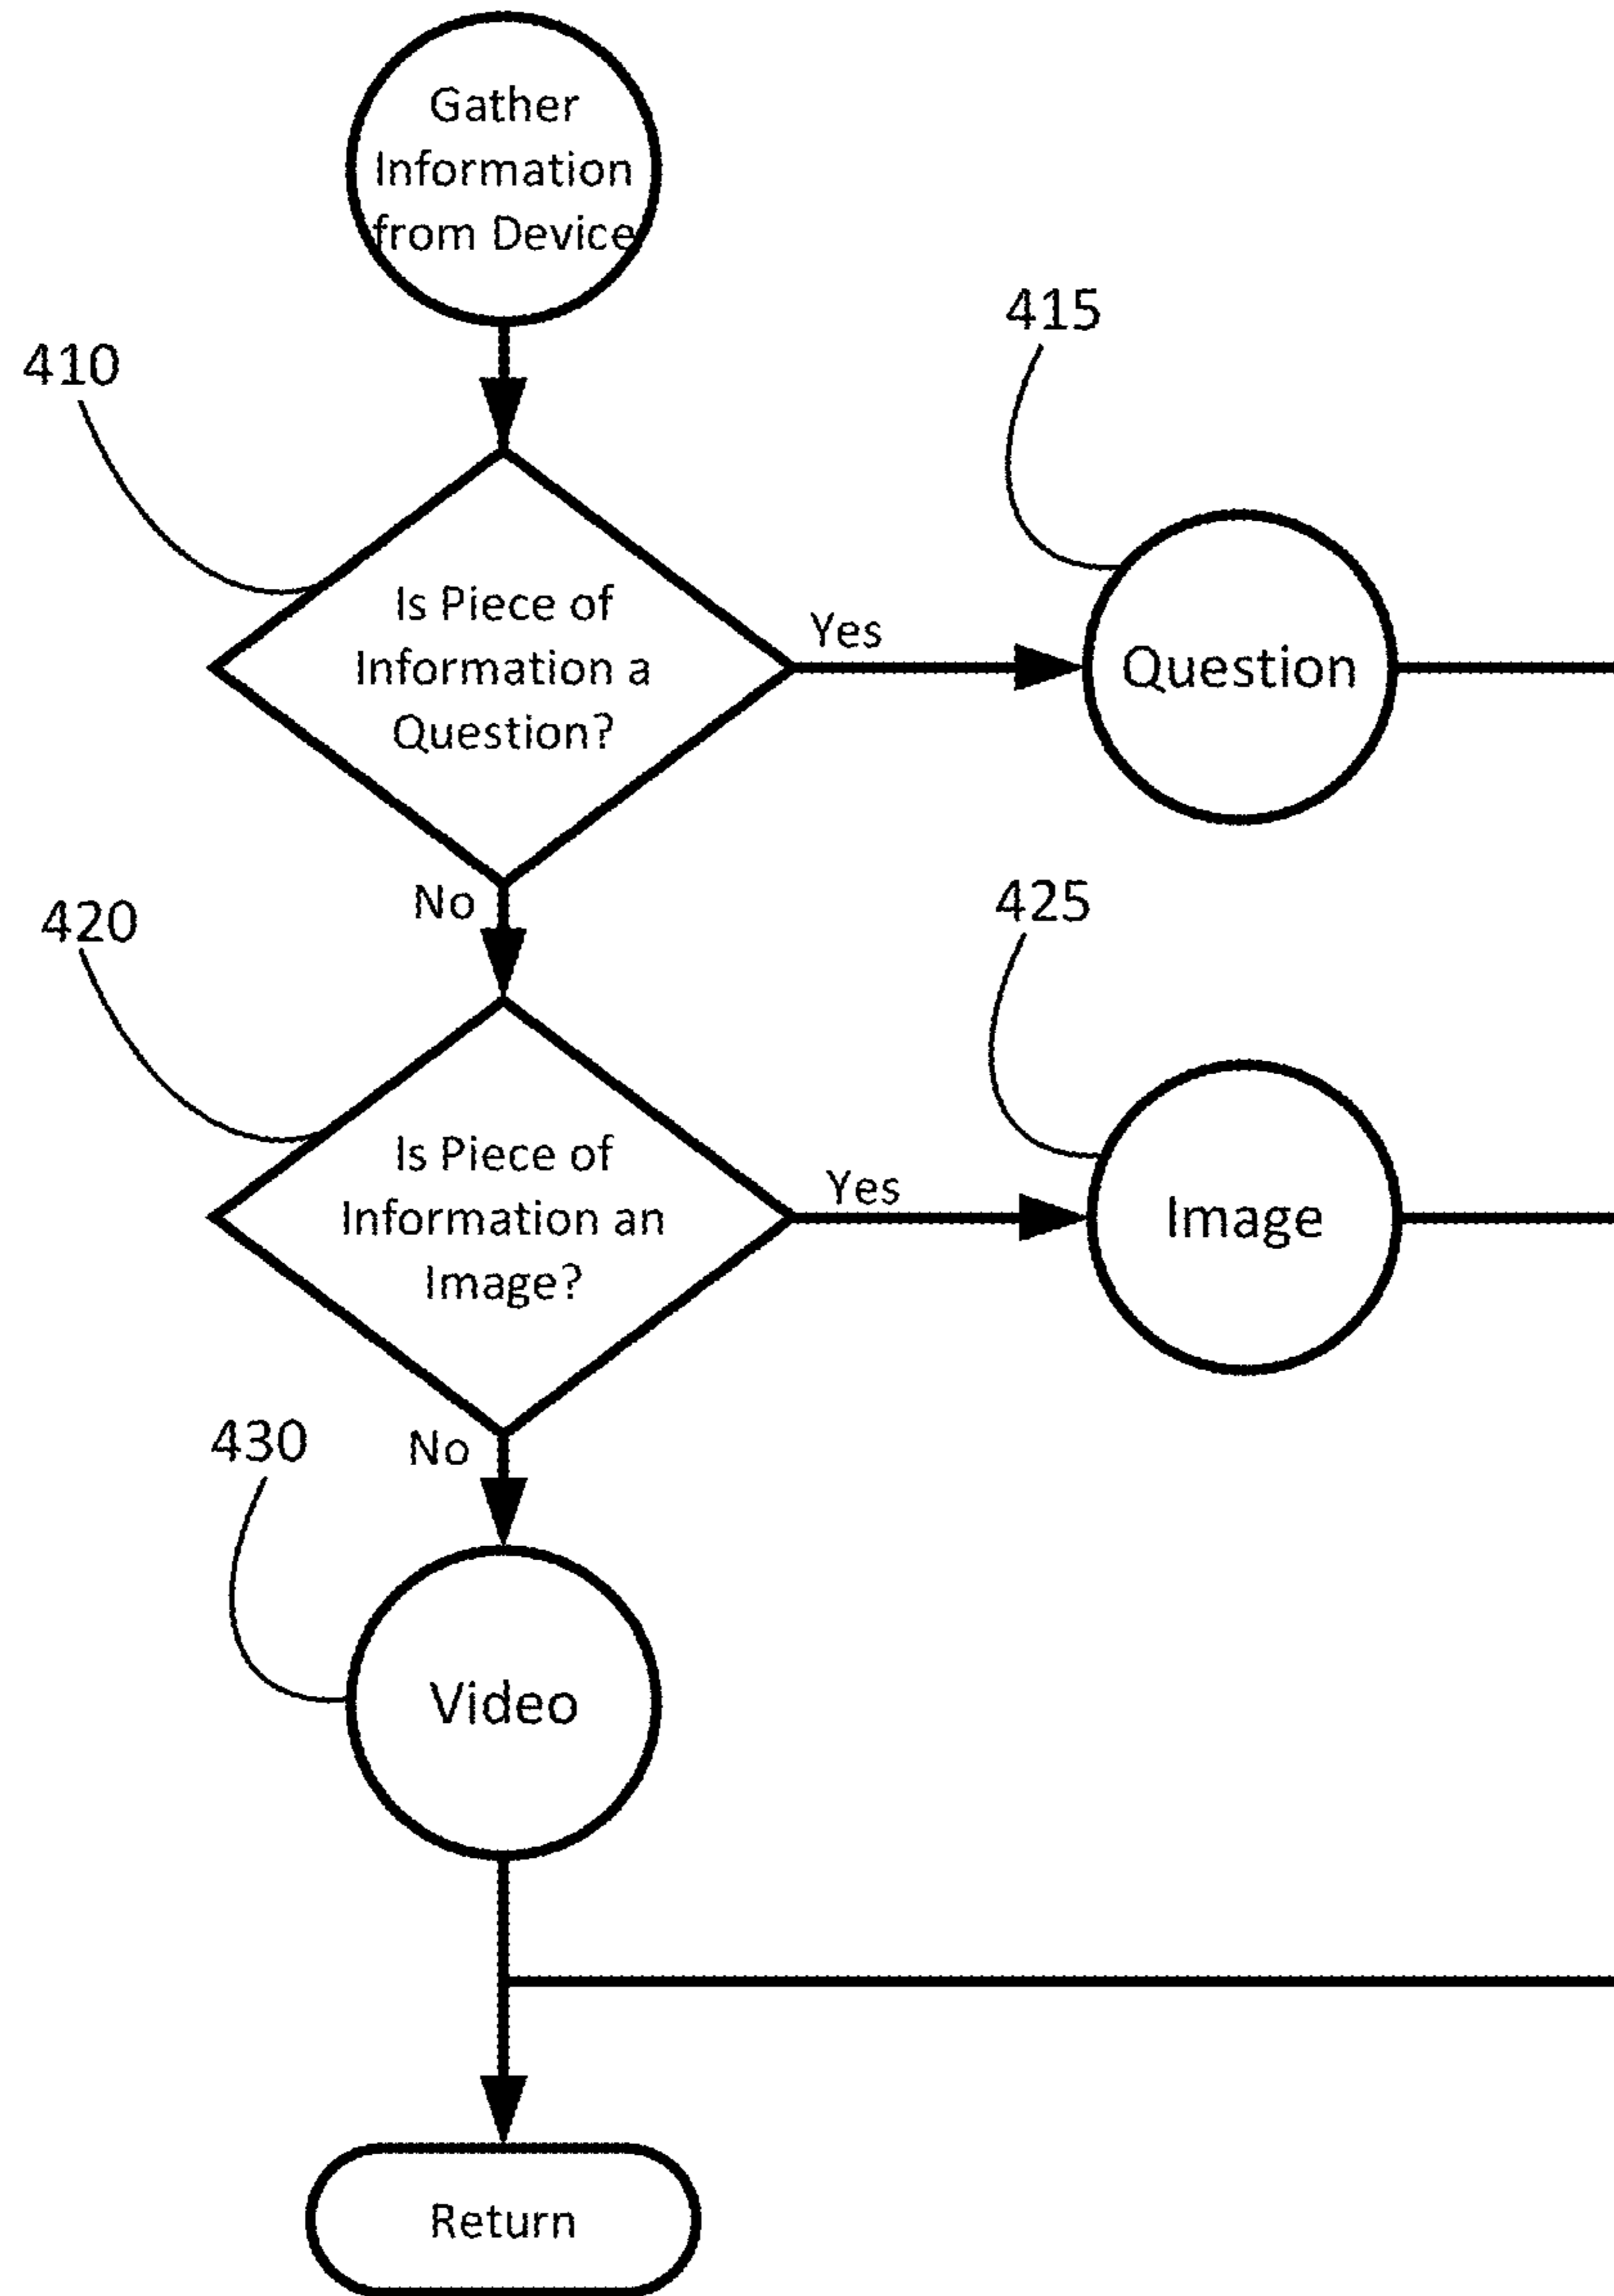 Gather
Information
from Device
410
415
Is Piece of
Information a
Question?
Yes
Question
No
420
425
Is Piece of
Information an
Image?
Yes
Image
No
430
Video
Return